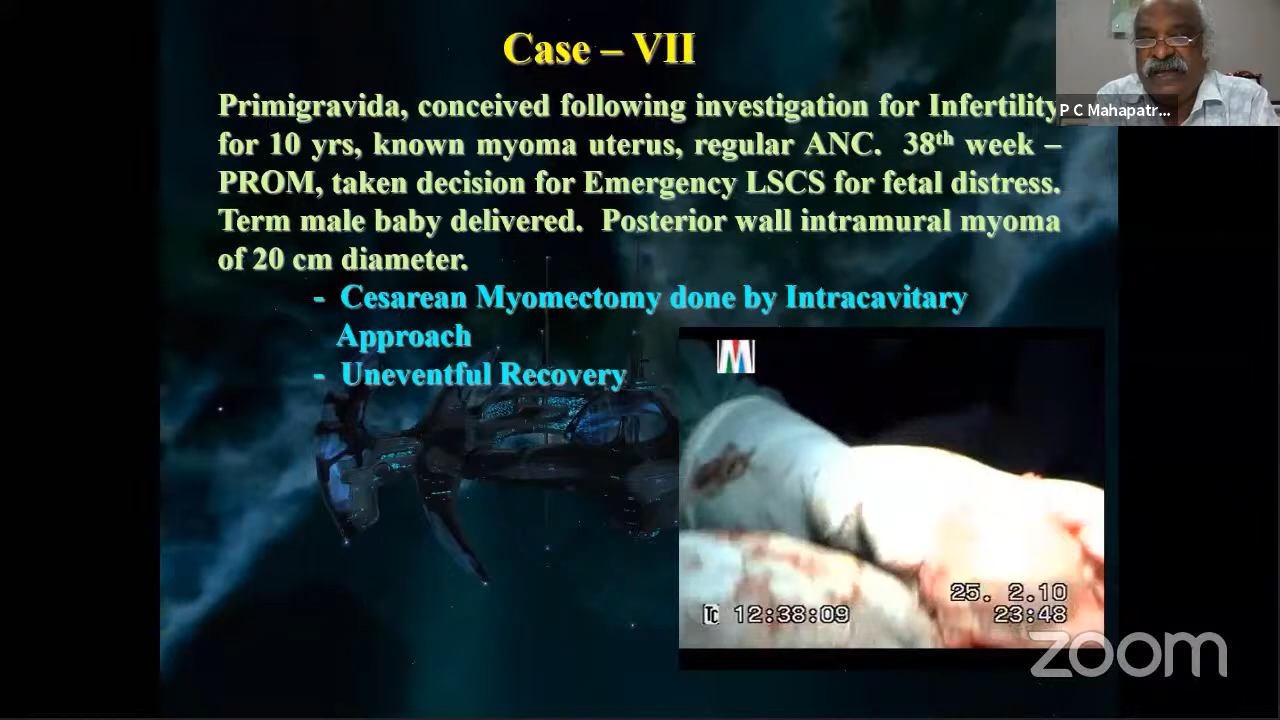 Case – VII
Primigravida, conceived following investigation for Infertility
for 10 yrs, known myoma uterus, regular ANC. 38th week –
PROM, taken decision for Emergency LSCS for fetal distress.
Term male baby delivered. Posterior wall intramural myoma
of 20 cm diameter.
- Cesarean Myomectomy done by Intracavitary
Approach
- Uneventful Recovery
P C Mahapatr...
M
25. 2.10
TC 12:38:09
23:48
zoom